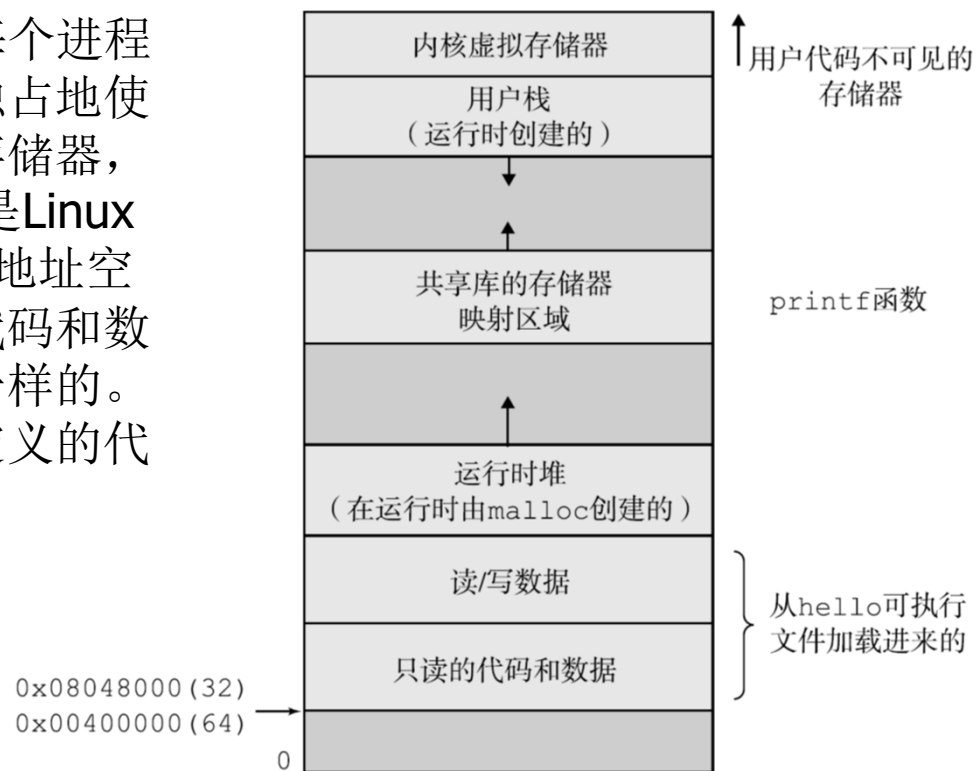 每个进程
独占地使
存储器，
是Linux
地址空
代码和数
一样的。
定义的代
内核虚拟存储器
用户栈
（运行时创建的）
共享库的存储器
映射区域
运行时堆
（在运行时由malloc创建的）
读/写数据
只读的代码和数据
用户代码不可见的
存储器
printf函数
从hello可执行
文件加载进来的
0x08048000(32)
0x00400000(64)
0